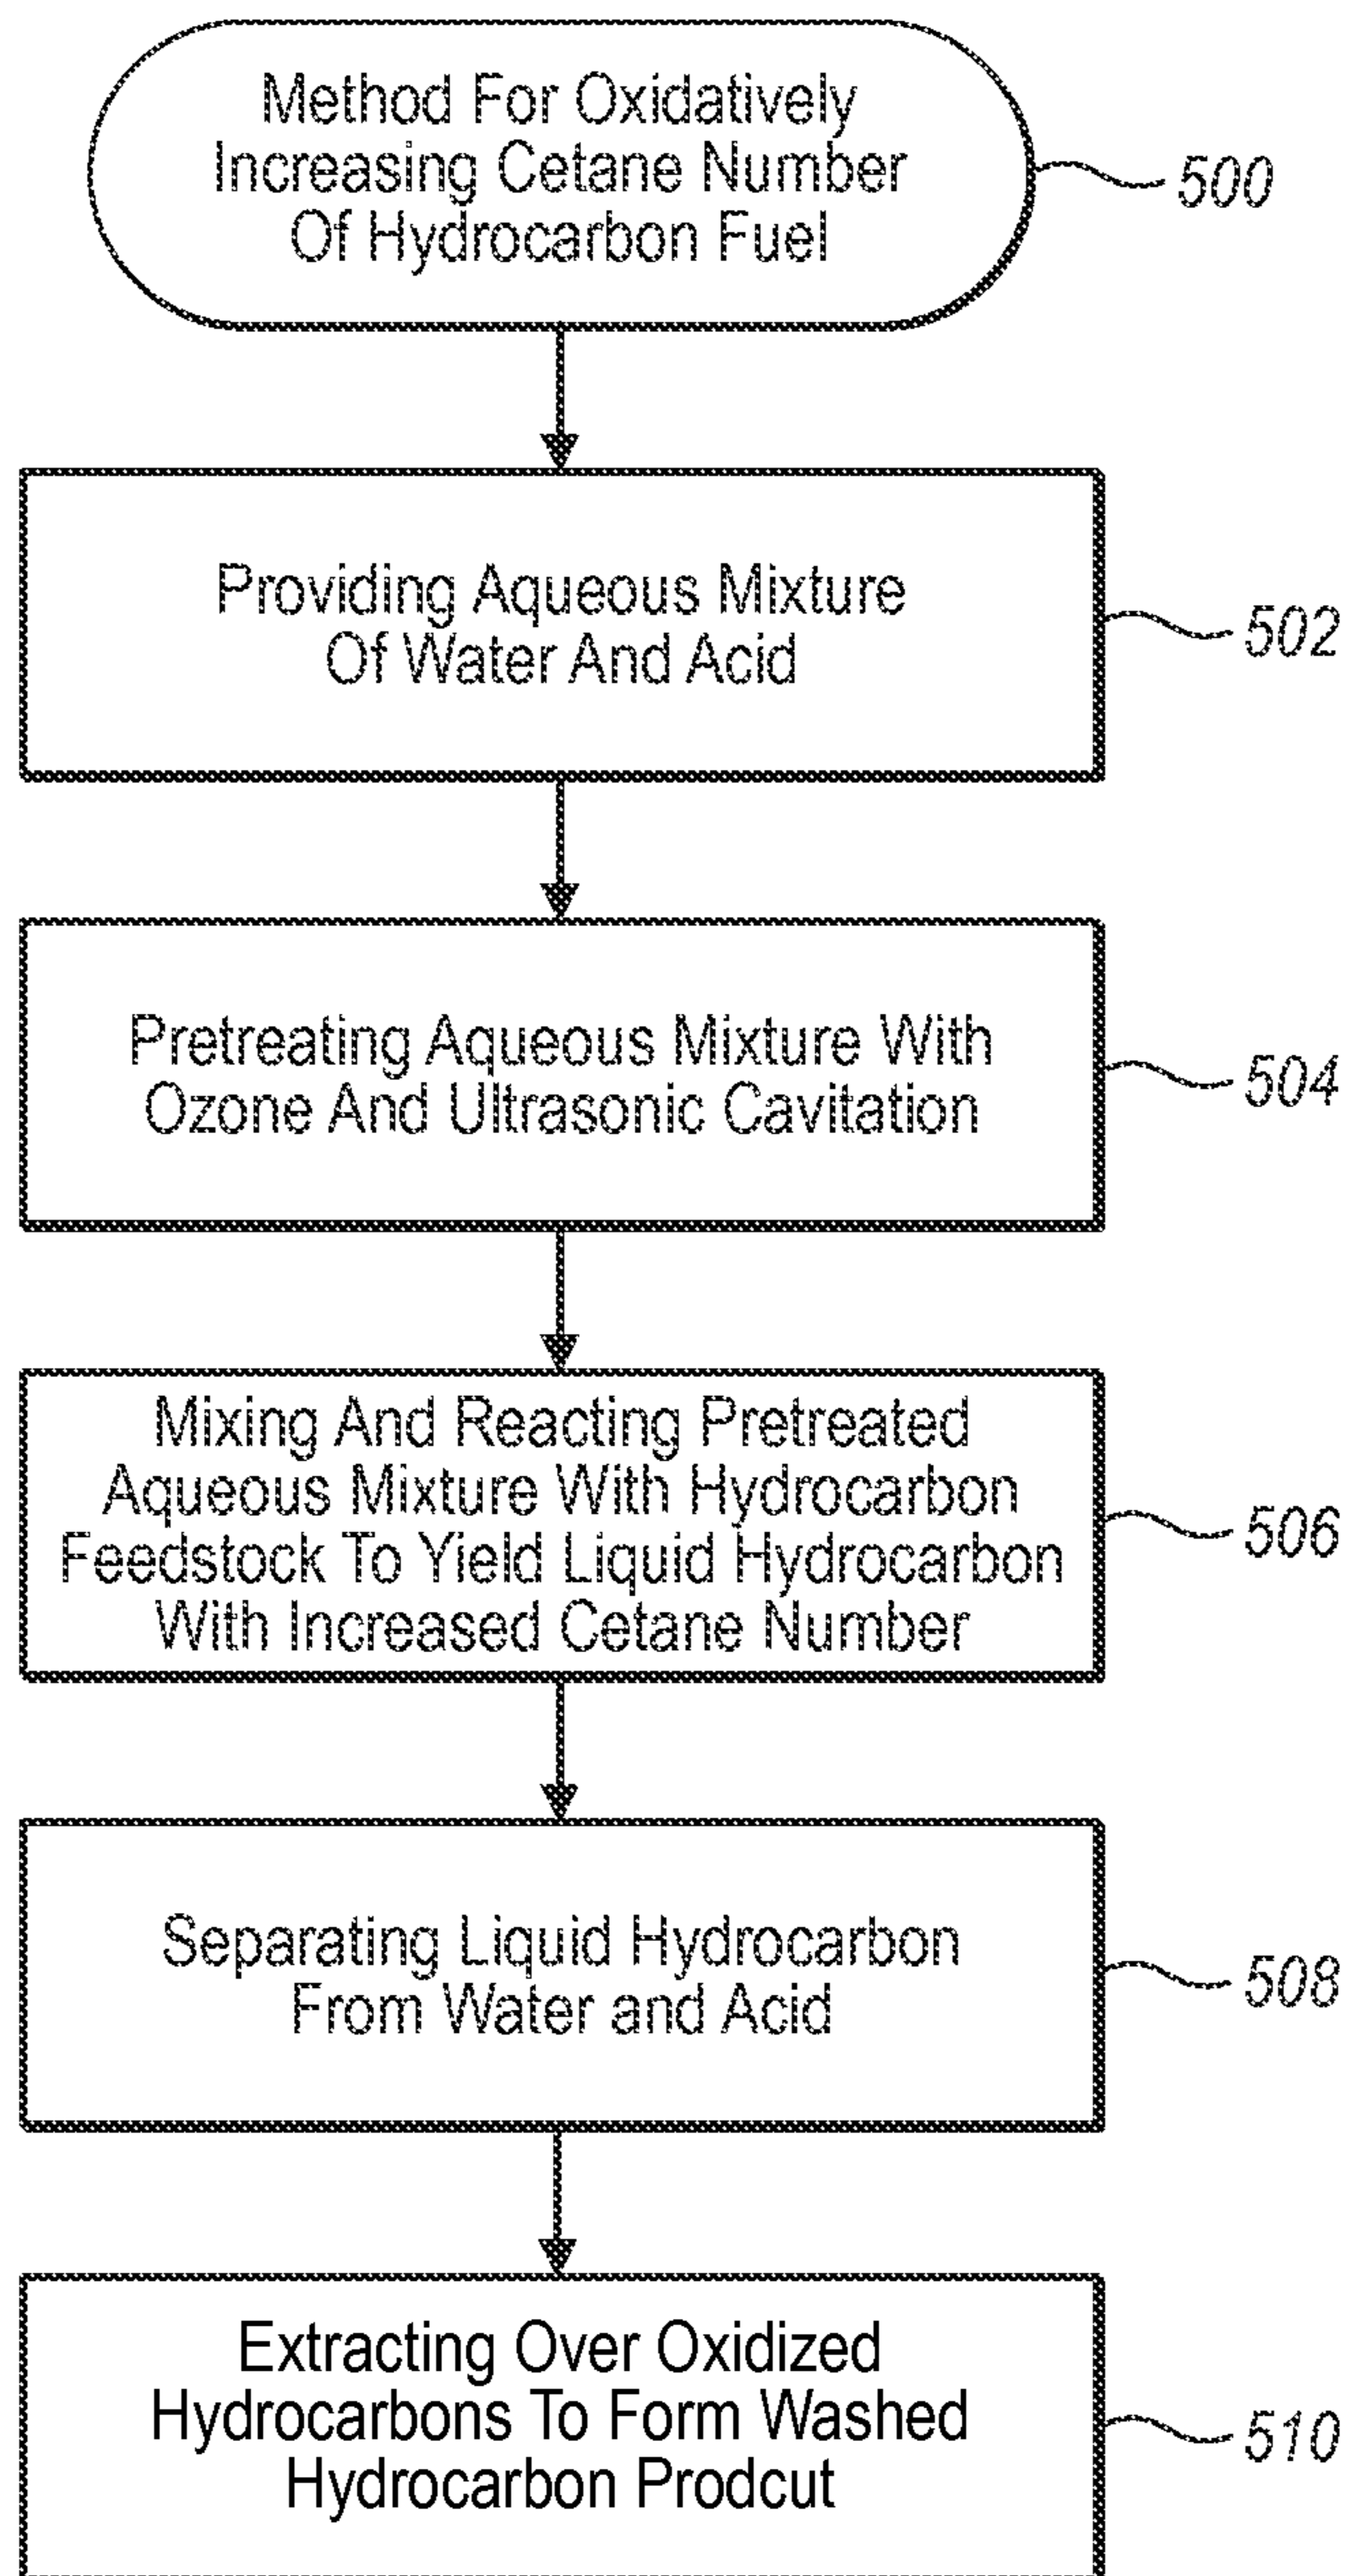 Method For Oxidatively
Increasing Cetane Number
Of Hydrocarbon Fuel
500
Providing Aqueous Mixture
Of Water And Acid
502
Pretreating Aqueous Mixture With
Ozone And Ultrasonic Cavitation
504
Mixing And Reacting Pretreated
Aqueous Mixture With Hydrocarbon
Feedstock To Yield Liquid Hydrocarbon
With Increased Cetane Number
506
Separating Liquid Hydrocarbon
From Water and Acid
508
Extracting Over Oxidized
Hydrocarbons To Form Washed
Hydrocarbon Prodcut
510